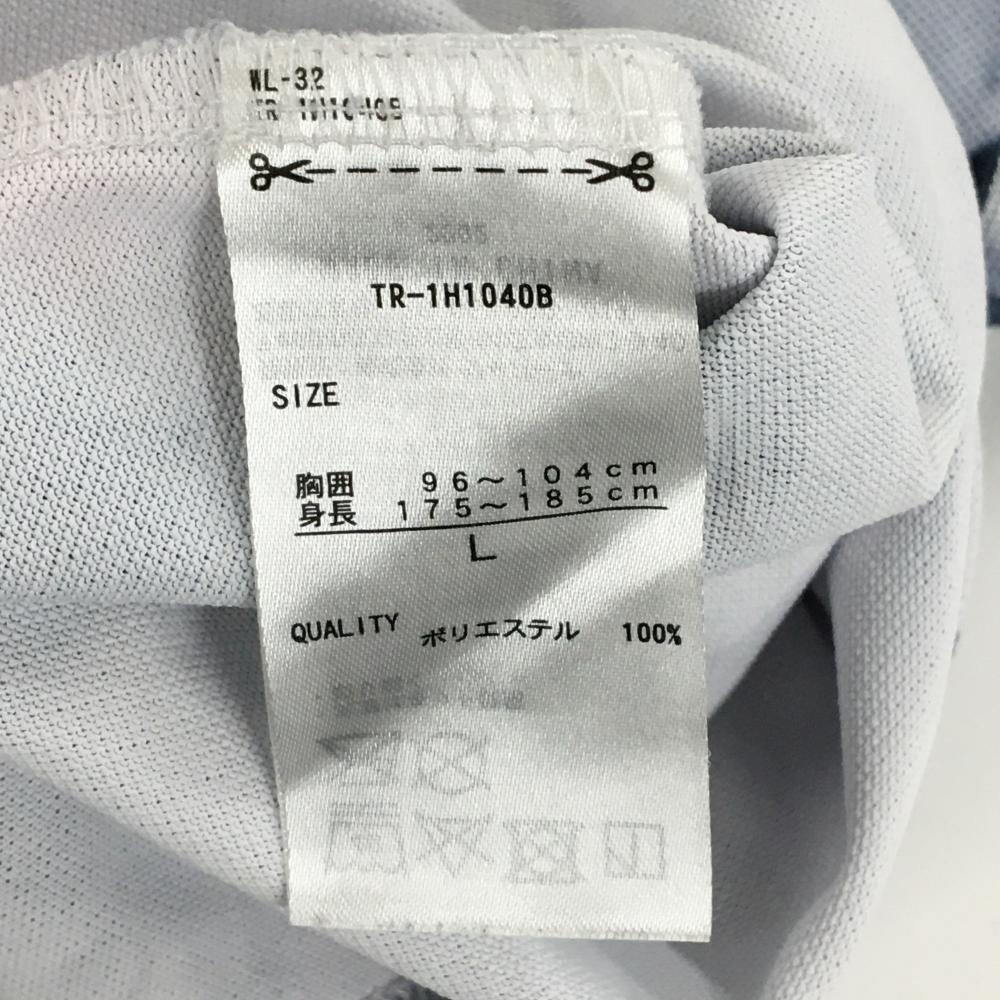 WL-32
TR-1H1040B
SIZE
胸囲 96～104cm
身長 175～185cm
L
QUALITY ポリエステル 100%